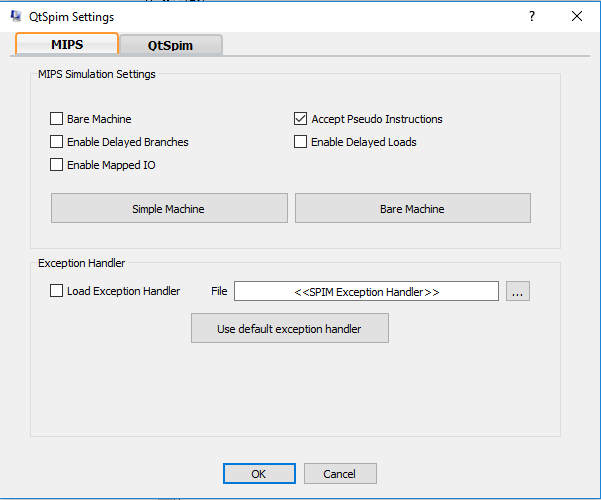 QtSpim Settings
MIPS QtSpim
MIPS Simulation Settings
Bare Machine Accept Pseudo Instructions
Enable Delayed Branches Enable Delayed Loads
Enable Mapped IO
Simple Machine Bare Machine
Exception Handler
Load Exception Handler File <<SPIM Exception Handler>> ...
Use default exception handler
OK Cancel